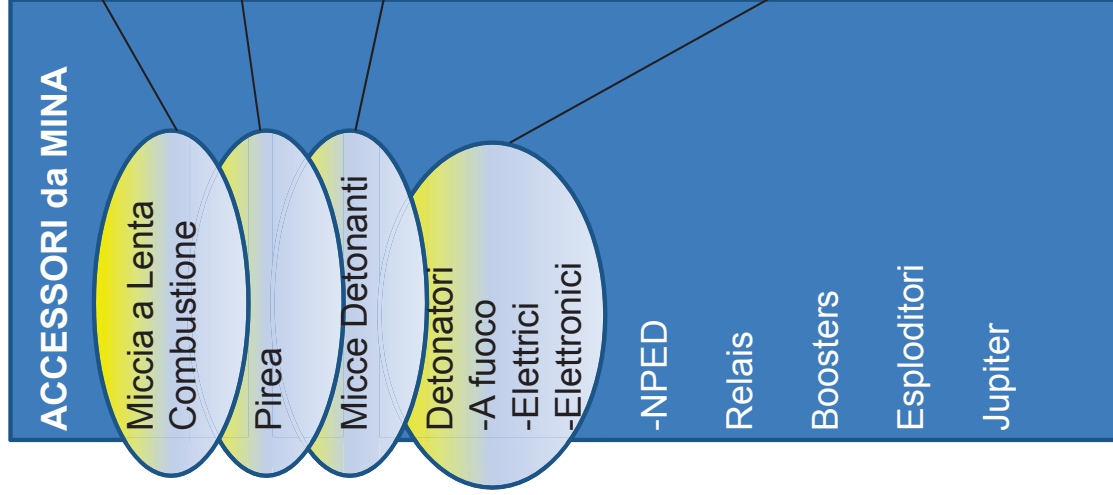 ACCESSORI da MINA
Miccia a Lenta
Combustione
Pirea
Micce Detonanti
Detonatori
-A fuoco
-Elettrici
-Elettronici
-NPED
Relais
Boosters
Esploditori
Jupiter